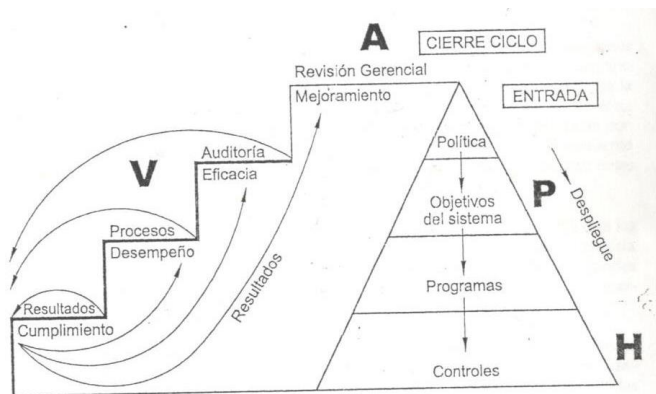 A
CIERRE CICLO
Revisión Gerencial
Mejoramiento
ENTRADA
Política
Auditoría
Eficacia
V
P
Objetivos
del sistema
Despliegue
Procesos
Desempeño
Resultados
Programas
Resultados
Cumplimiento
H
Controles